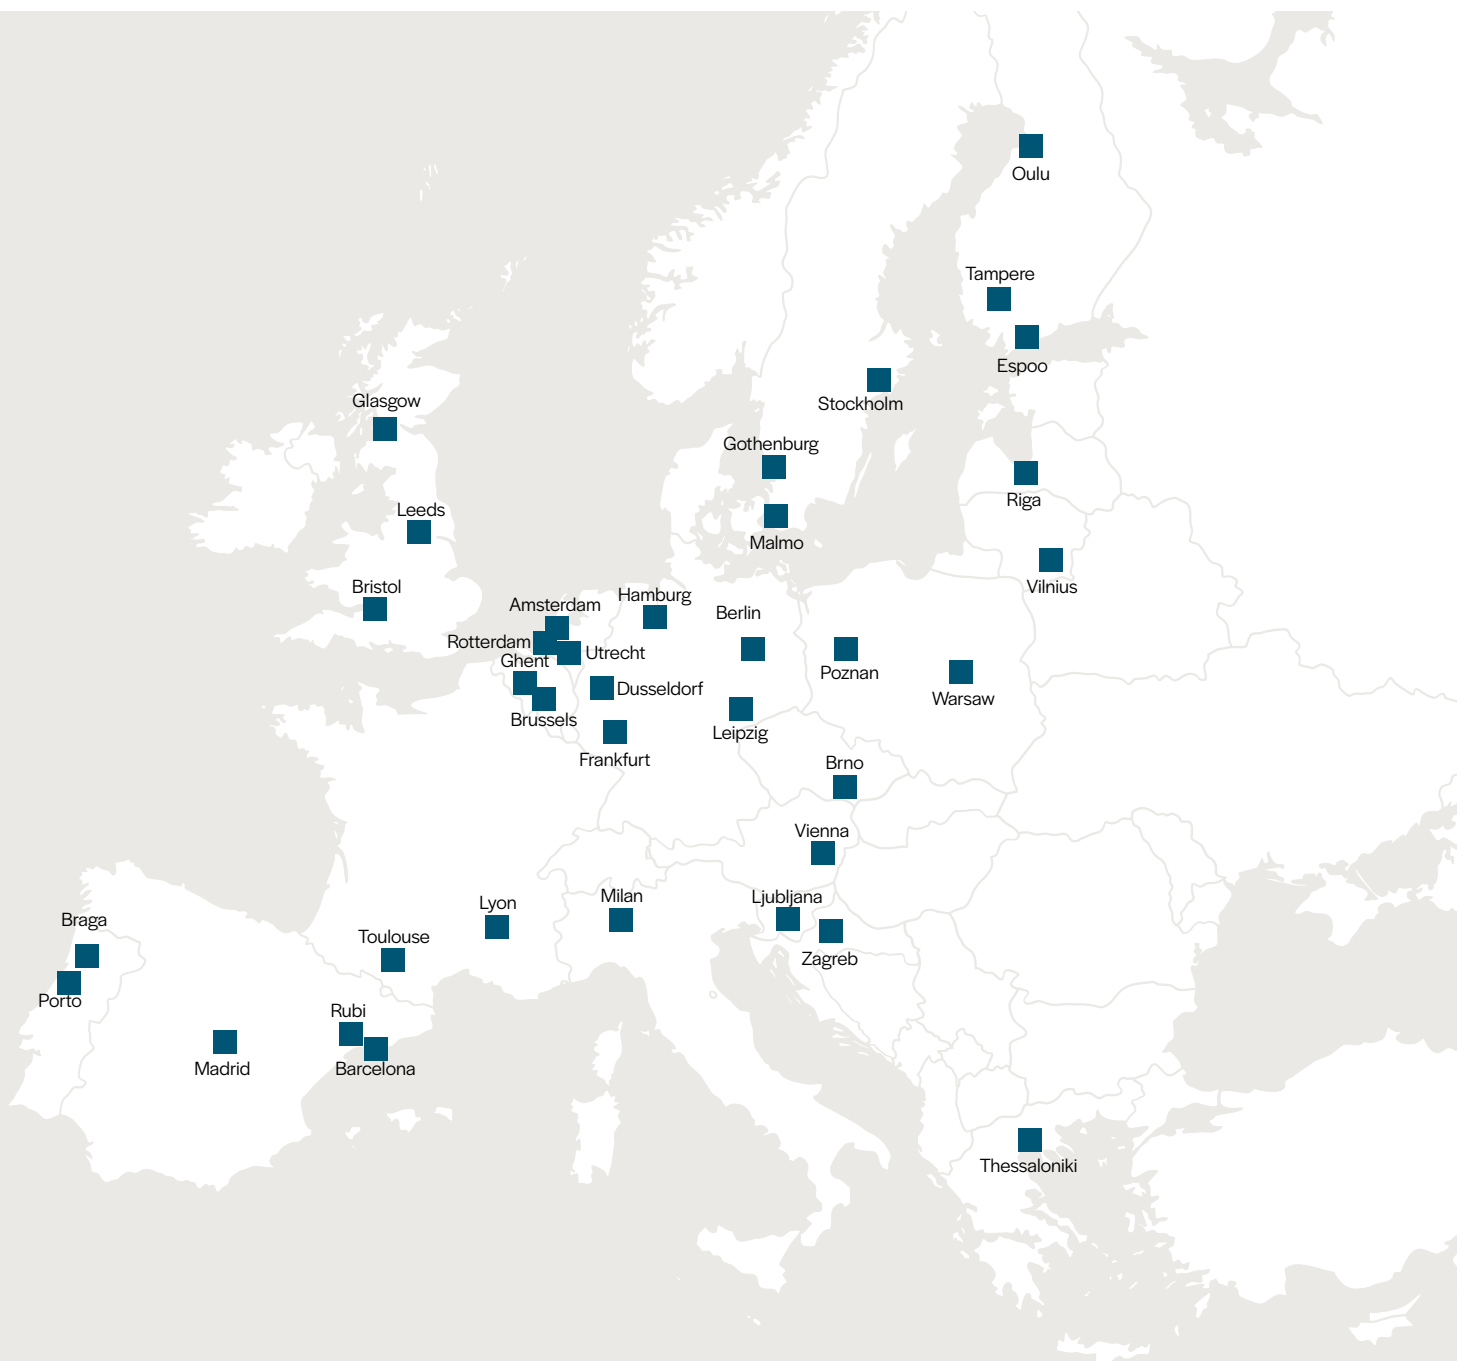 Oulu
Tampere
Espoo
Glasgow
Stockholm
Gothenburg
Riga
Leeds
Malmo
Bristol
Vilnius
Hamburg
Amsterdam
Berlin
Rotterdam
Utrecht
Ghent
Poznan
Dusseldorf
Warsaw
Brussels
Leipzig
Frankfurt
Brno
Vienna
Milan
Ljubljana
Lyon
Braga
Toulouse
Zagreb
Porto
Rubi
Madrid
Barcelona
Thessaloniki